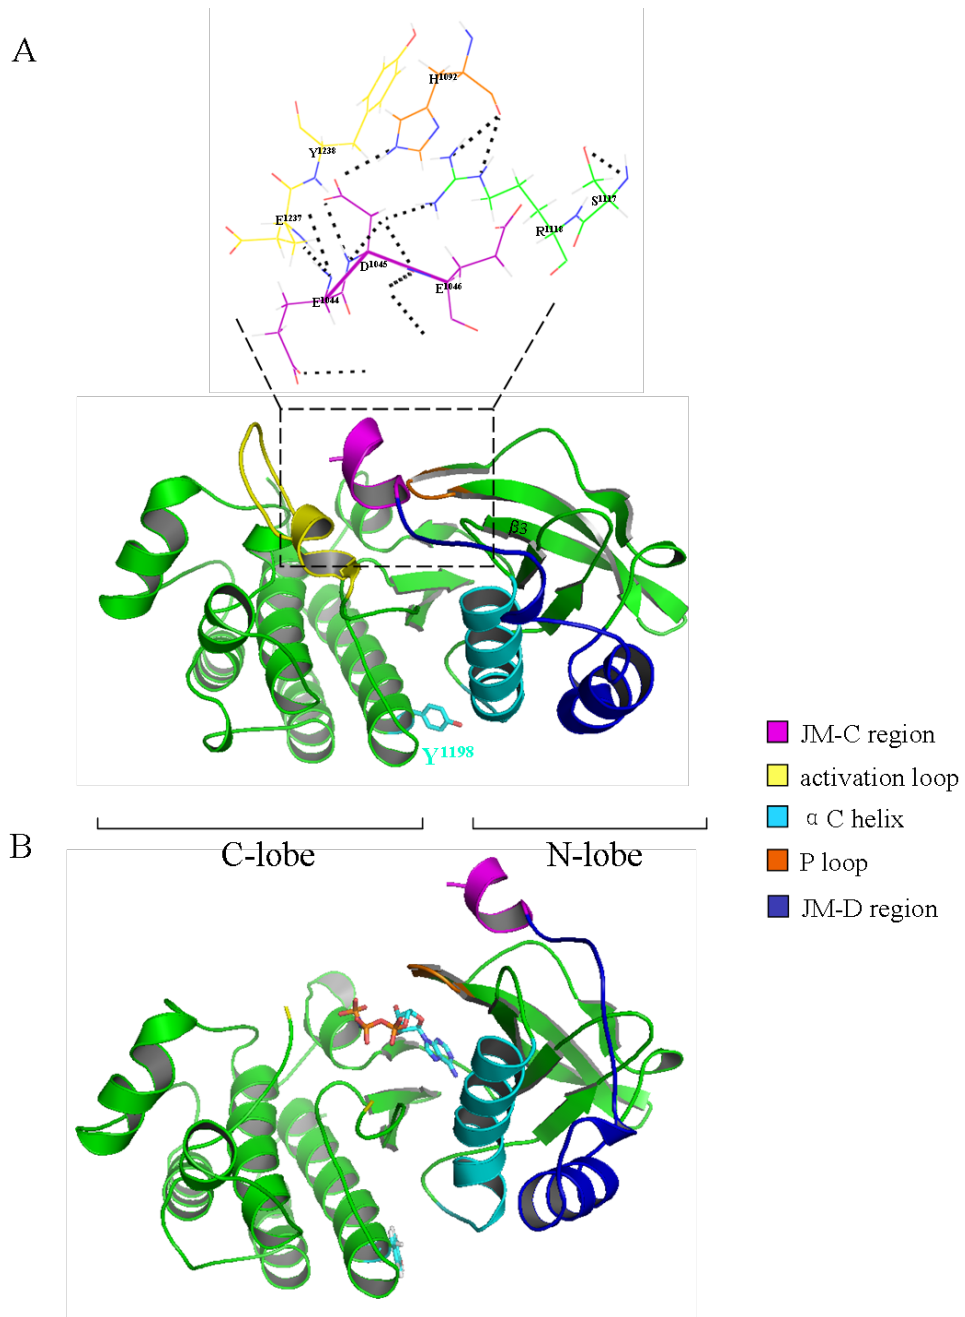 A
H1092
Y1238
S1117
E1237
R1118
D1045
E1046
E1044
β3
Y1198
JM-C region
activation loop
αC helix
P loop
JM-D region
B
C-lobe
N-lobe